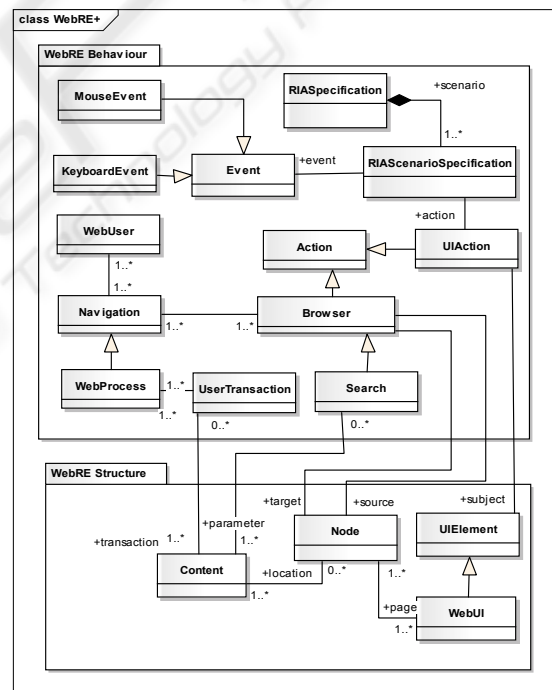 class WebRE+
WebRE Behaviour
MouseEvent
RIASpecification
+scenario
1..*
KeyboardEvent
Event
+event
RIAScenarioSpecification
+action
WebUser
Action
UIAction
1..*
1..*
Navigation
1..*
1..*
Browser
WebProcess
1..*
1..*
UserTransaction
Search
0..*
0..*
WebRE Structure
+target
+source
+subject
+parameter
+transaction
1..*
1..*
Node
UIElement
Content
+location
0..*
1..*
1..*
+page
1..*
WebUI